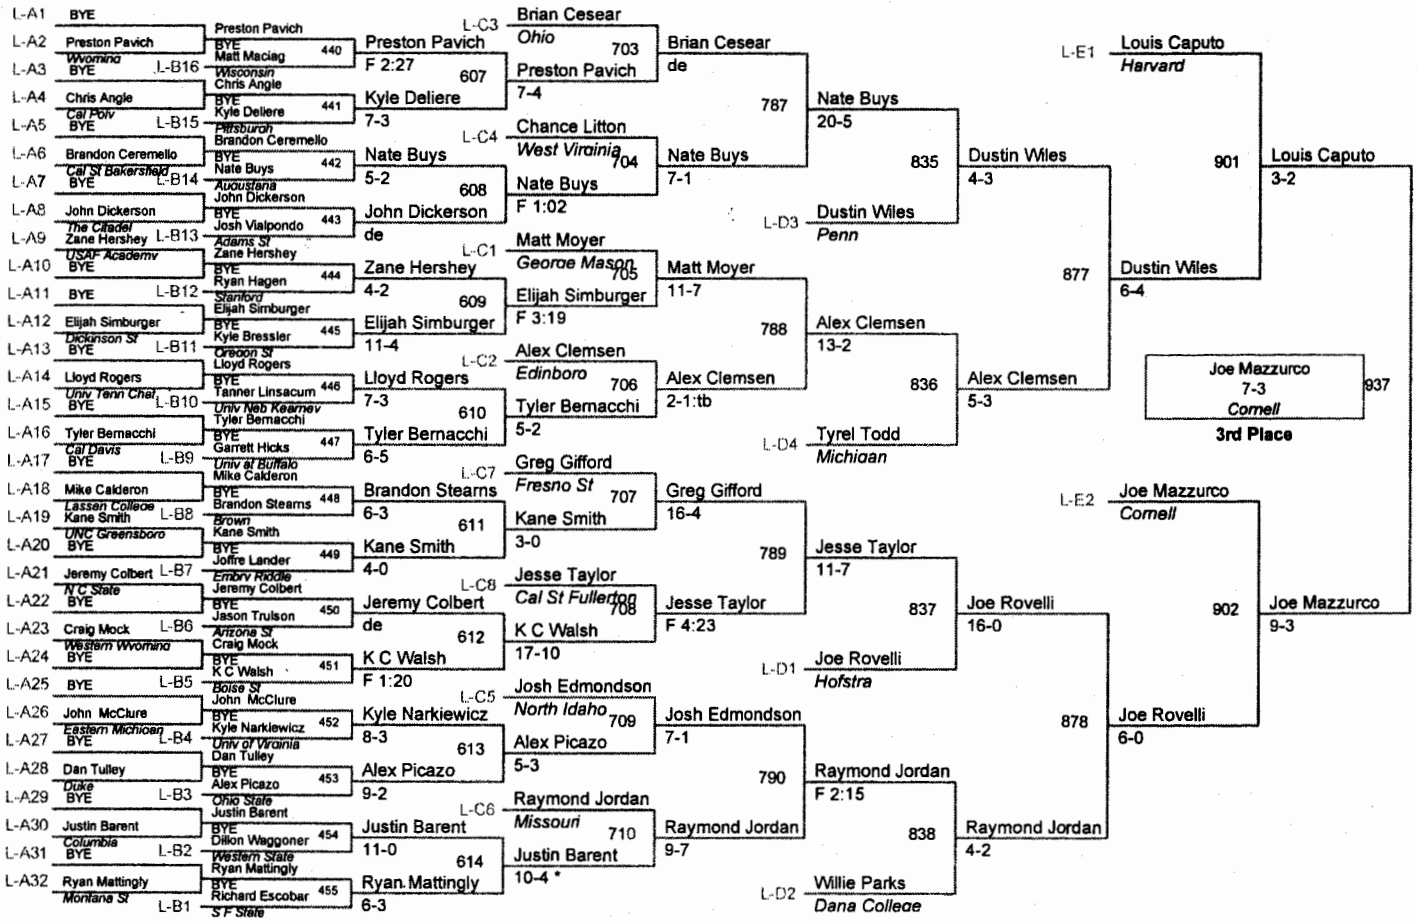 L-A1 BYE
Preston Pavich
L-A2 Preston Pavich
Wyoming
BYE
440
L-A3 BYE
L-B16 Matt Maciag
Wisconsin
Chris Angle
L-A4 Chris Angle
Cal Poly
BYE
441
L-A5 BYE
L-B15 Kyle Deliere
Pittsburgh
Brandon Ceremello
L-A6 Brandon Ceremello
Cal St Bakersfield
BYE
442
L-A7 BYE
L-B14 Nate Buys
Augustana
John Dickerson
L-A8 John Dickerson
The Citadel
BYE
443
L-A9 Zane Hershey
USAF Academy
L-B13 Josh Vialpondo
Adams St
Zane Hershey
L-A10 BYE
BYE
444
L-A11 BYE
L-B12 Ryan Hagen
Stanford
Elijah Simburger
L-A12 Elijah Simburger
Dickinson St
BYE
445
L-A13 BYE
L-B11 Kyle Bressler
Oregon St
Lloyd Rogers
L-A14 Lloyd Rogers
Univ Tenn Chat
BYE
446
L-A15 BYE
L-B10 Tanner Linsacum
Univ Neb Kearney
Tyler Bernacchi
L-A16 Tyler Bernacchi
Cal Davis
BYE
447
L-A17 BYE
L-B9 Garrett Hicks
Univ at Buffalo
Mike Calderon
L-A18 Mike Calderon
Lassen College
BYE
448
L-A19 Kane Smith
UNC Greensboro
L-B8 Brandon Stearns
Brown
Kane Smith
L-A20 BYE
BYE
449
L-A21 Jeremy Colbert
N C State
L-B7 Joffre Lander
Embry Riddle
Jeremy Colbert
L-A22 BYE
BYE
450
L-A23 Craig Mock
Western Wyoming
L-B6 Jason Trulson
Arizona St
Craig Mock
L-A24 BYE
BYE
451
L-A25 BYE
L-B5 K C Walsh
Boise St
John McClure
L-A26 John McClure
Eastern Michigan
BYE
452
L-A27 BYE
L-B4 Kyle Narkiewicz
Univ of Virginia
Dan Tulley
L-A28 Dan Tulley
Duke
BYE
453
L-A29 BYE
L-B3 Alex Picazo
Ohio State
Justin Barent
L-A30 Justin Barent
Columbia
BYE
454
L-A31 BYE
L-B2 Dillon Waggoner
Western State
Ryan Mattingly
L-A32 Ryan Mattingly
Montana St
BYE
455
L-B1 Richard Escobar
S F State
Preston Pavich
F 2:27
607
Kyle Deliere
7-3
Nate Buys
5-2
608
John Dickerson
de
Zane Hershey
4-2
609
Elijah Simburger
11-4
Lloyd Rogers
7-3
610
Tyler Bernacchi
6-5
Brandon Stearns
6-3
611
Kane Smith
4-0
Jeremy Colbert
de
612
K C Walsh
F 1:20
Kyle Narkiewicz
8-3
613
Alex Picazo
9-2
Justin Barent
11-0
614
Ryan Mattingly
6-3
L-C3 Brian Cesear
Ohio
703
Preston Pavich
7-4
L-C4 Chance Litton
West Virginia
704
Nate Buys
F 1:02
L-C1 Matt Moyer
George Mason
705
Elijah Simburger
F 3:19
L-C2 Alex Clemsen
Edinboro
706
Tyler Bernacchi
5-2
L-C7 Greg Gifford
Fresno St
707
Kane Smith
3-0
L-C8 Jesse Taylor
Cal St Fullerton
708
K C Walsh
17-10
L-C5 Josh Edmondson
North Idaho
709
Alex Picazo
5-3
L-C6 Raymond Jordan
Missouri
710
Justin Barent
10-4 *
Brian Cesear
de
787
Nate Buys
7-1
Matt Moyer
11-7
788
Alex Clemsen
2-1:tb
Greg Gifford
16-4
789
Jesse Taylor
F 4:23
Josh Edmondson
7-1
790
Raymond Jordan
9-7
Nate Buys
20-5
835
L-D3 Dustin Wiles
Penn
Alex Clemsen
13-2
836
L-D4 Tyrel Todd
Michigan
Jesse Taylor
11-7
837
L-D1 Joe Rovelli
Hofstra
Raymond Jordan
F 2:15
838
L-D2 Willie Parks
Dana College
Dustin Wiles
4-3
877
Alex Clemsen
5-3
Joe Rovelli
16-0
878
Raymond Jordan
4-2
L-E1 Louis Caputo
Harvard
901
Dustin Wiles
6-4
L-E2 Joe Mazzurco
Cornell
902
Joe Rovelli
6-0
Louis Caputo
3-2
Joe Mazzurco
7-3
Cornell
937
3rd Place
Joe Mazzurco
9-3